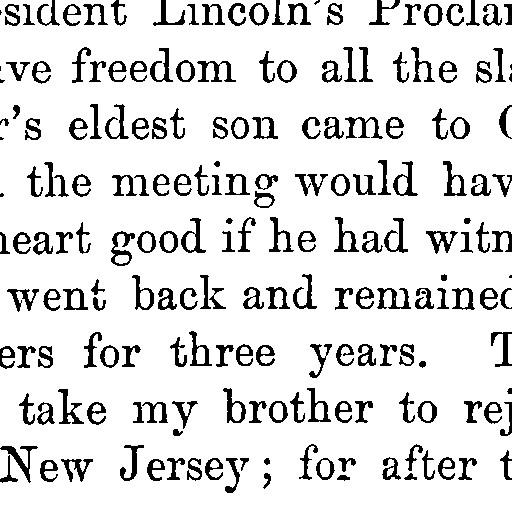 esident Lincoln's Proclam
ave freedom to all the sla
r's eldest son came to
the meeting would hav
heart good if he had witn
went back and remained
ers for three years. T
take my brother to rej
New Jersey; for after t